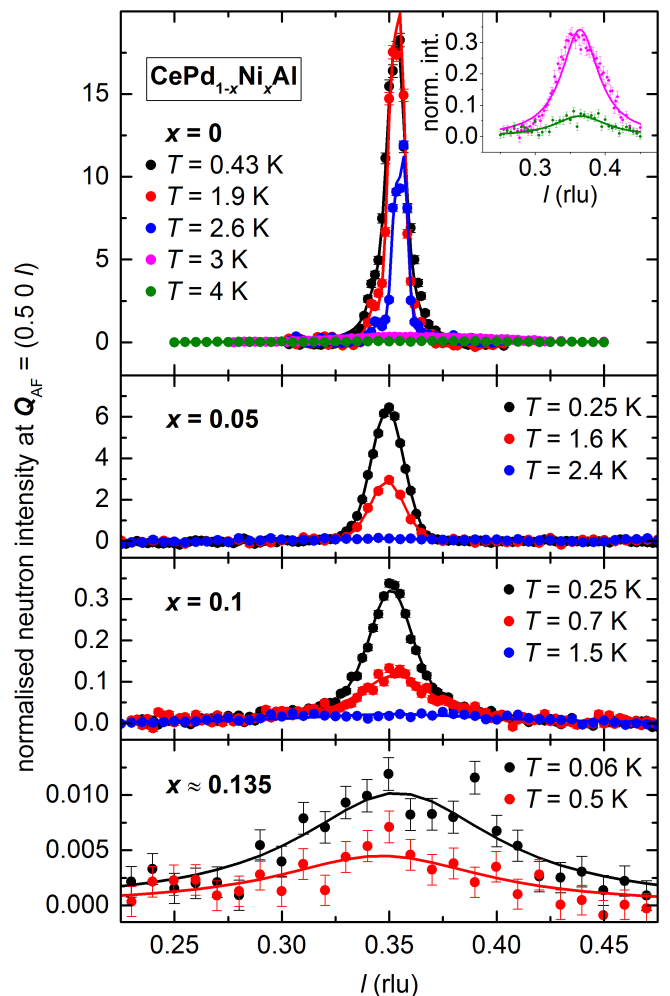 normalised neutron intensity at Q_AF = (0.5 0 l)
CePd_{1-x}Ni_xAl
x = 0
T = 0.43 K
T = 1.9 K
T = 2.6 K
T = 3 K
T = 4 K
15
10
5
0
norm. int.
0.3
0.2
0.1
0.0
0.3 0.4
l (rlu)
x = 0.05
T = 0.25 K
T = 1.6 K
T = 2.4 K
6
4
2
0
x = 0.1
T = 0.25 K
T = 0.7 K
T = 1.5 K
0.3
0.2
0.1
0.0
x ≈ 0.135
T = 0.06 K
T = 0.5 K
0.010
0.005
0.000
0.25 0.30 0.35 0.40 0.45
l (rlu)